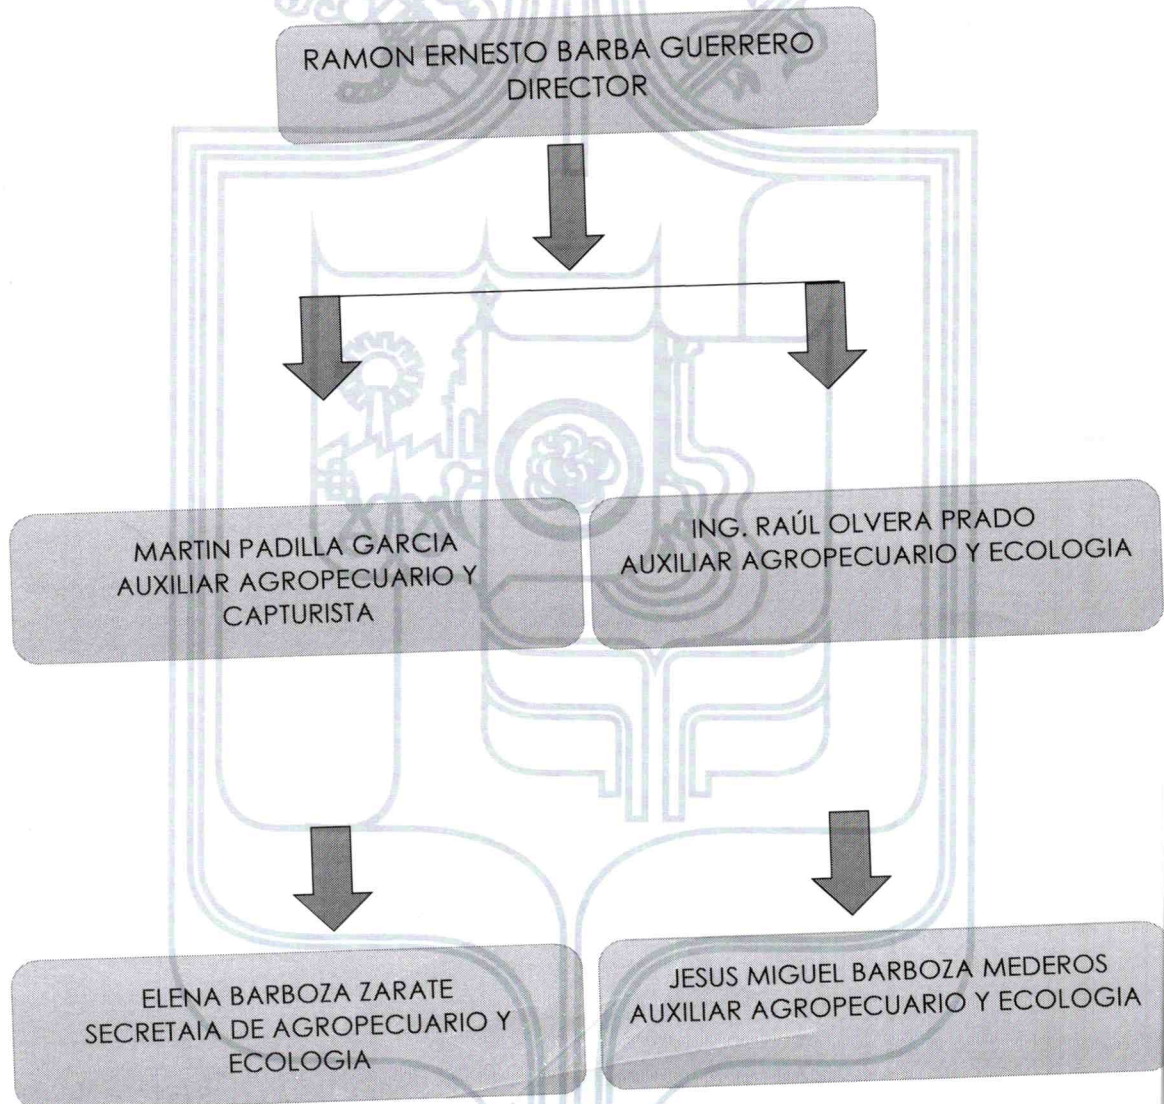 RAMON ERNESTO BARBA GUERRERO
DIRECTOR
MARTIN PADILLA GARCIA
AUXILIAR AGROPECUARIO Y
CAPTURISTA
ING. RAÚL OLVERA PRADO
AUXILIAR AGROPECUARIO Y ECOLOGIA
ELENA BARBOZA ZARATE
SECRETAIA DE AGROPECUARIO Y
ECOLOGIA
JESUS MIGUEL BARBOZA MEDEROS
AUXILIAR AGROPECUARIO Y ECOLOGIA